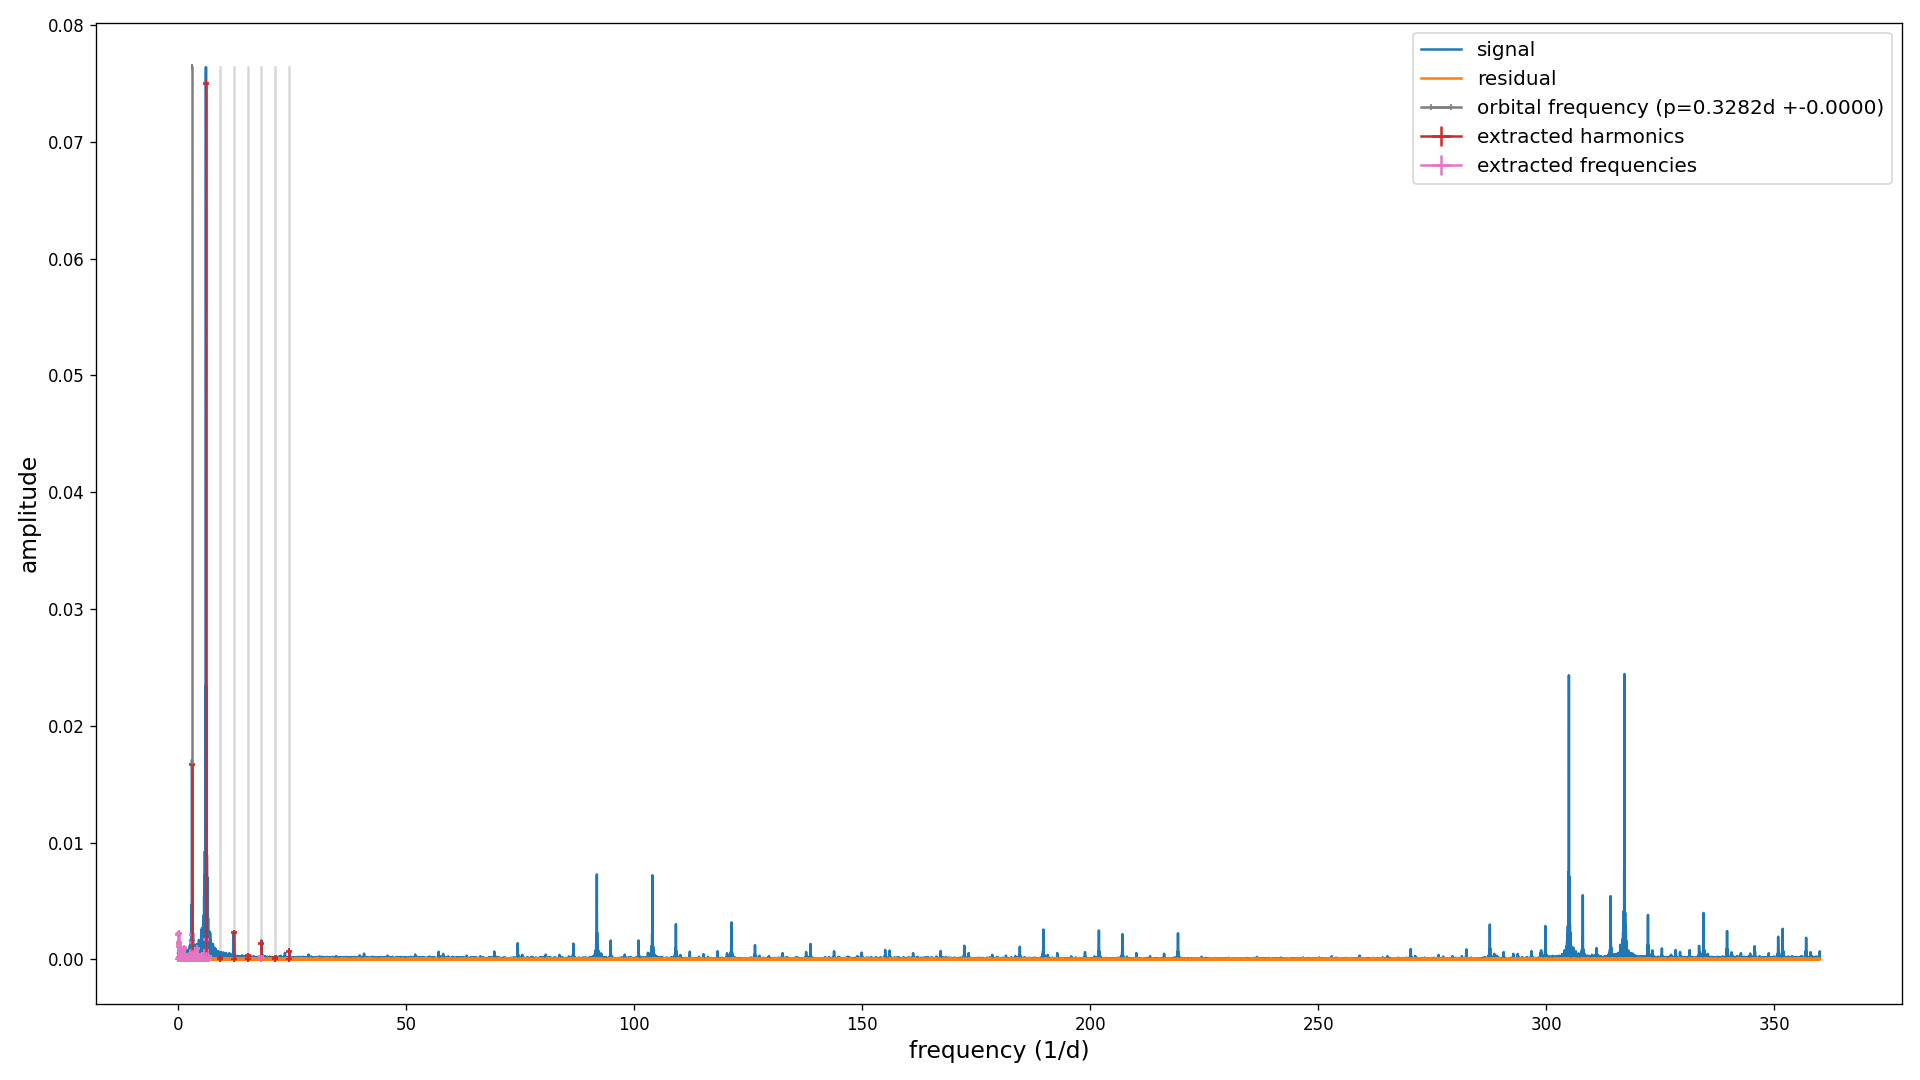 0.08
0.07
0.06
0.05
0.04
0.03
0.02
0.01
0.00
amplitude
0
50
100
150
200
250
300
350
frequency (1/d)
signal
residual
orbital frequency (p=0.3282d +-0.0000)
extracted harmonics
extracted frequencies